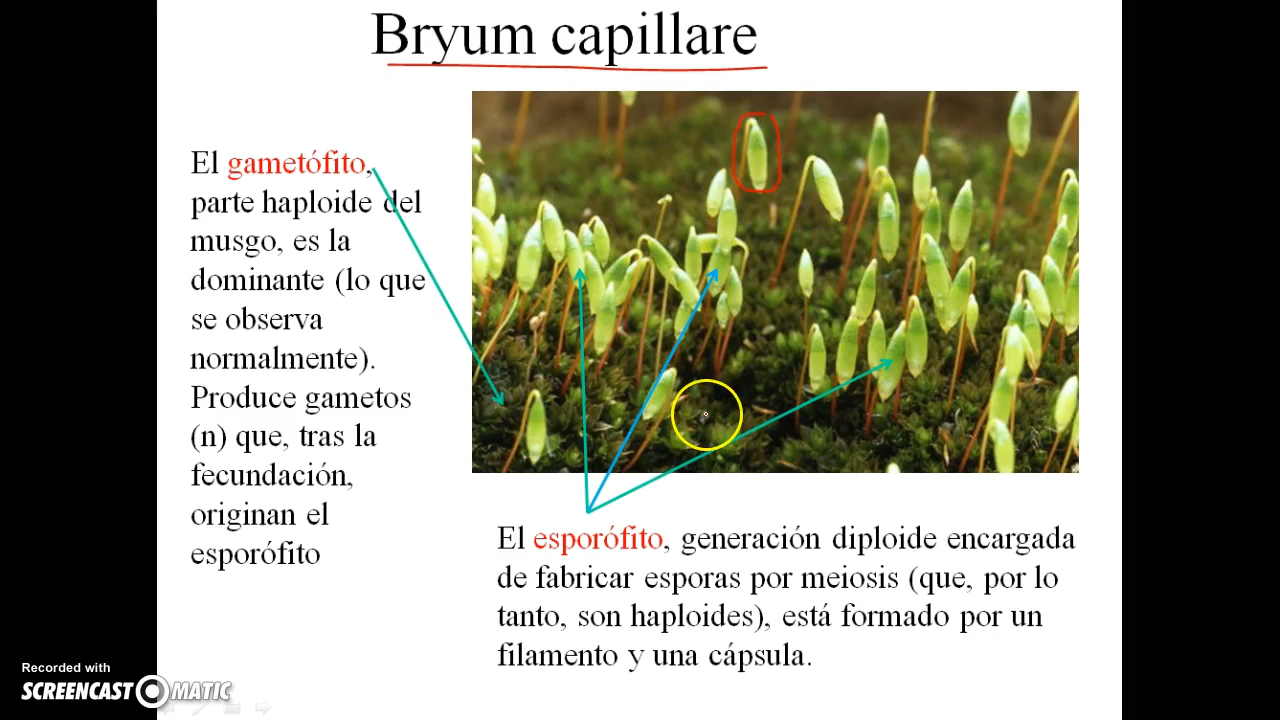 Bryum capillare
El gametófito,
parte haploide del
musgo, es la
dominante (lo que
se observa
normalmente).
Produce gametos
(n) que, tras la
fecundación,
originan el
esporófito
El esporófito, generación diploide encargada
de fabricar esporas por meiosis (que, por lo
tanto, son haploides), está formado por un
filamento y una cápsula.
Recorded with
SCREENCAST MATIC